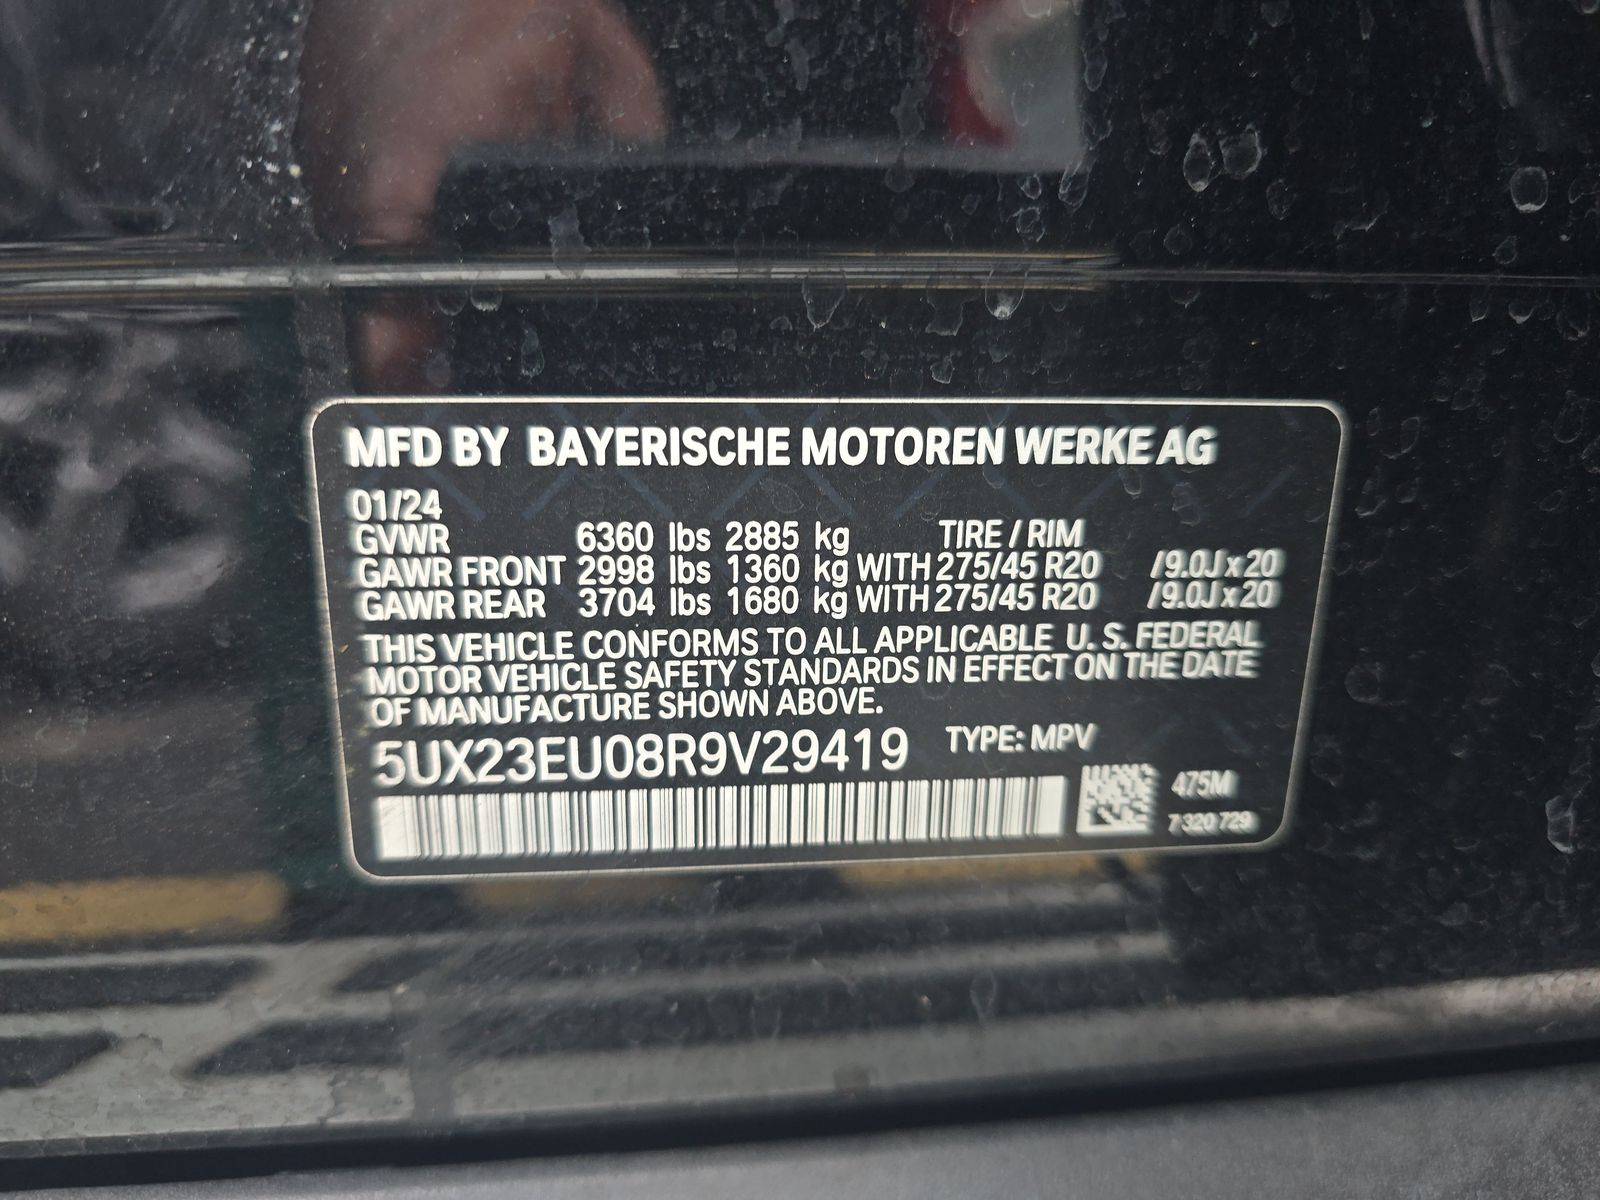 MFD BY BAYERISCHE MOTOREN WERKE AG
01/24
GVWR 6360 lbs 2885 kg TIRE / RIM
GAWR FRONT 2998 lbs 1360 kg WITH 275/45 R20 /9.0J x 20
GAWR REAR 3704 lbs 1680 kg WITH 275/45 R20 /9.0J x 20
THIS VEHICLE CONFORMS TO ALL APPLICABLE U. S. FEDERAL
MOTOR VEHICLE SAFETY STANDARDS IN EFFECT ON THE DATE
OF MANUFACTURE SHOWN ABOVE.
5UX23EU08R9V29419 TYPE: MPV
475M
7 320 729